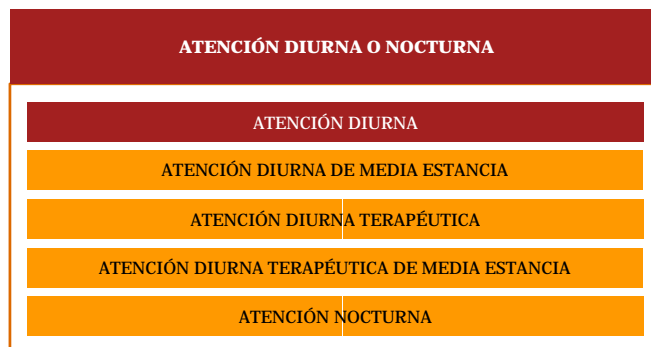 ATENCIÓN DIURNA O NOCTURNA
ATENCIÓN DIURNA
ATENCIÓN DIURNA DE MEDIA ESTANCIA
ATENCIÓN DIURNA TERAPÉUTICA
ATENCIÓN DIURNA TERAPÉUTICA DE MEDIA ESTANCIA
ATENCIÓN NOCTURNA